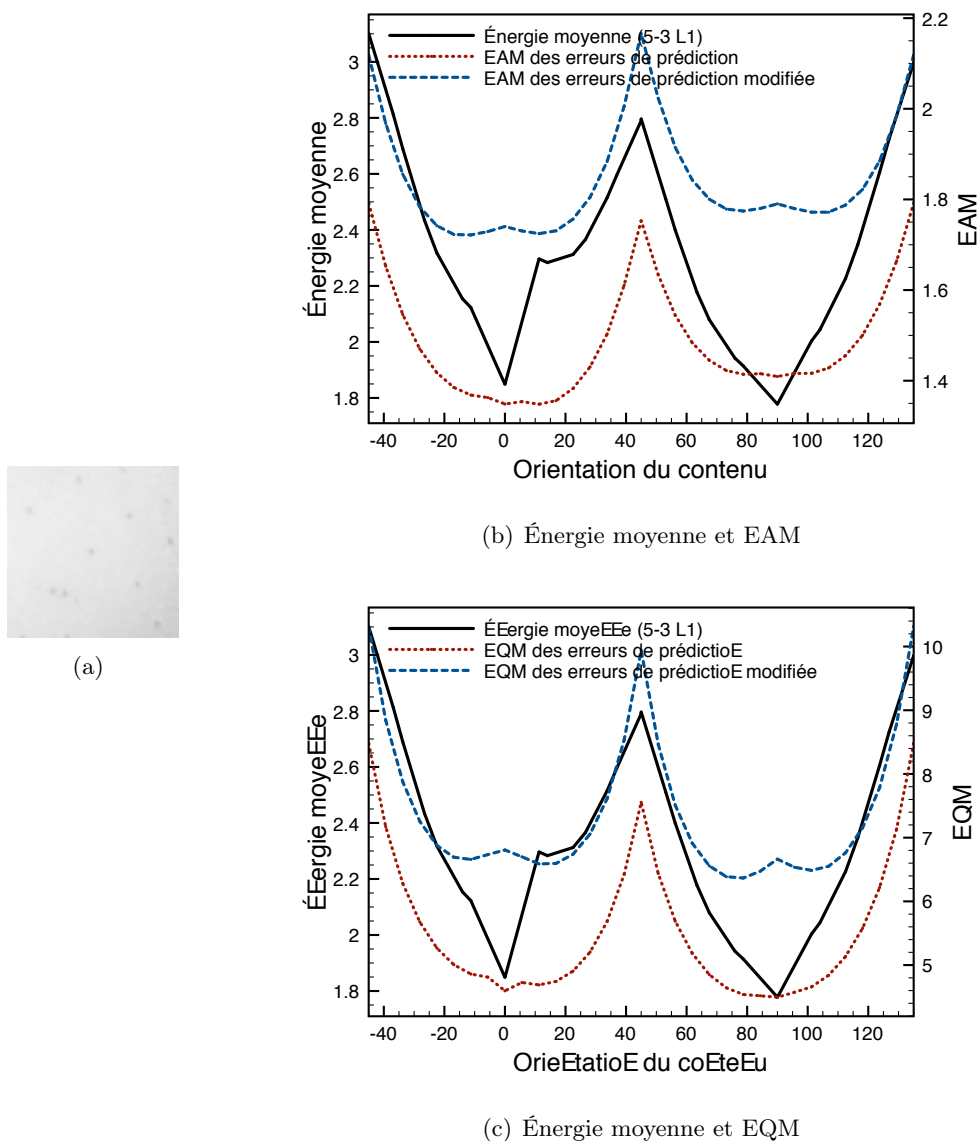 Énergie moyenne (5-3 L1)
EAM des erreurs de prédiction
EAM des erreurs de prédiction modifiée
3
2.8
2.6
2.4
2.2
2
1.8
Énergie moyenne
2.2
2
1.8
1.6
1.4
EAM
-40 -20 0 20 40 60 80 100 120
Orientation du contenu
(b) Énergie moyenne et EAM
(a)
ÉEergie moyeEEe (5-3 L1)
EQM des erreurs de prédictioE
EQM des erreurs de prédictioE modifiée
3
2.8
2.6
2.4
2.2
2
1.8
ÉEergie moyeEEe
10
9
8
7
6
5
EQM
-40 -20 0 20 40 60 80 100 120
OrieEtatioE du coEteEu
(c) Énergie moyenne et EQM